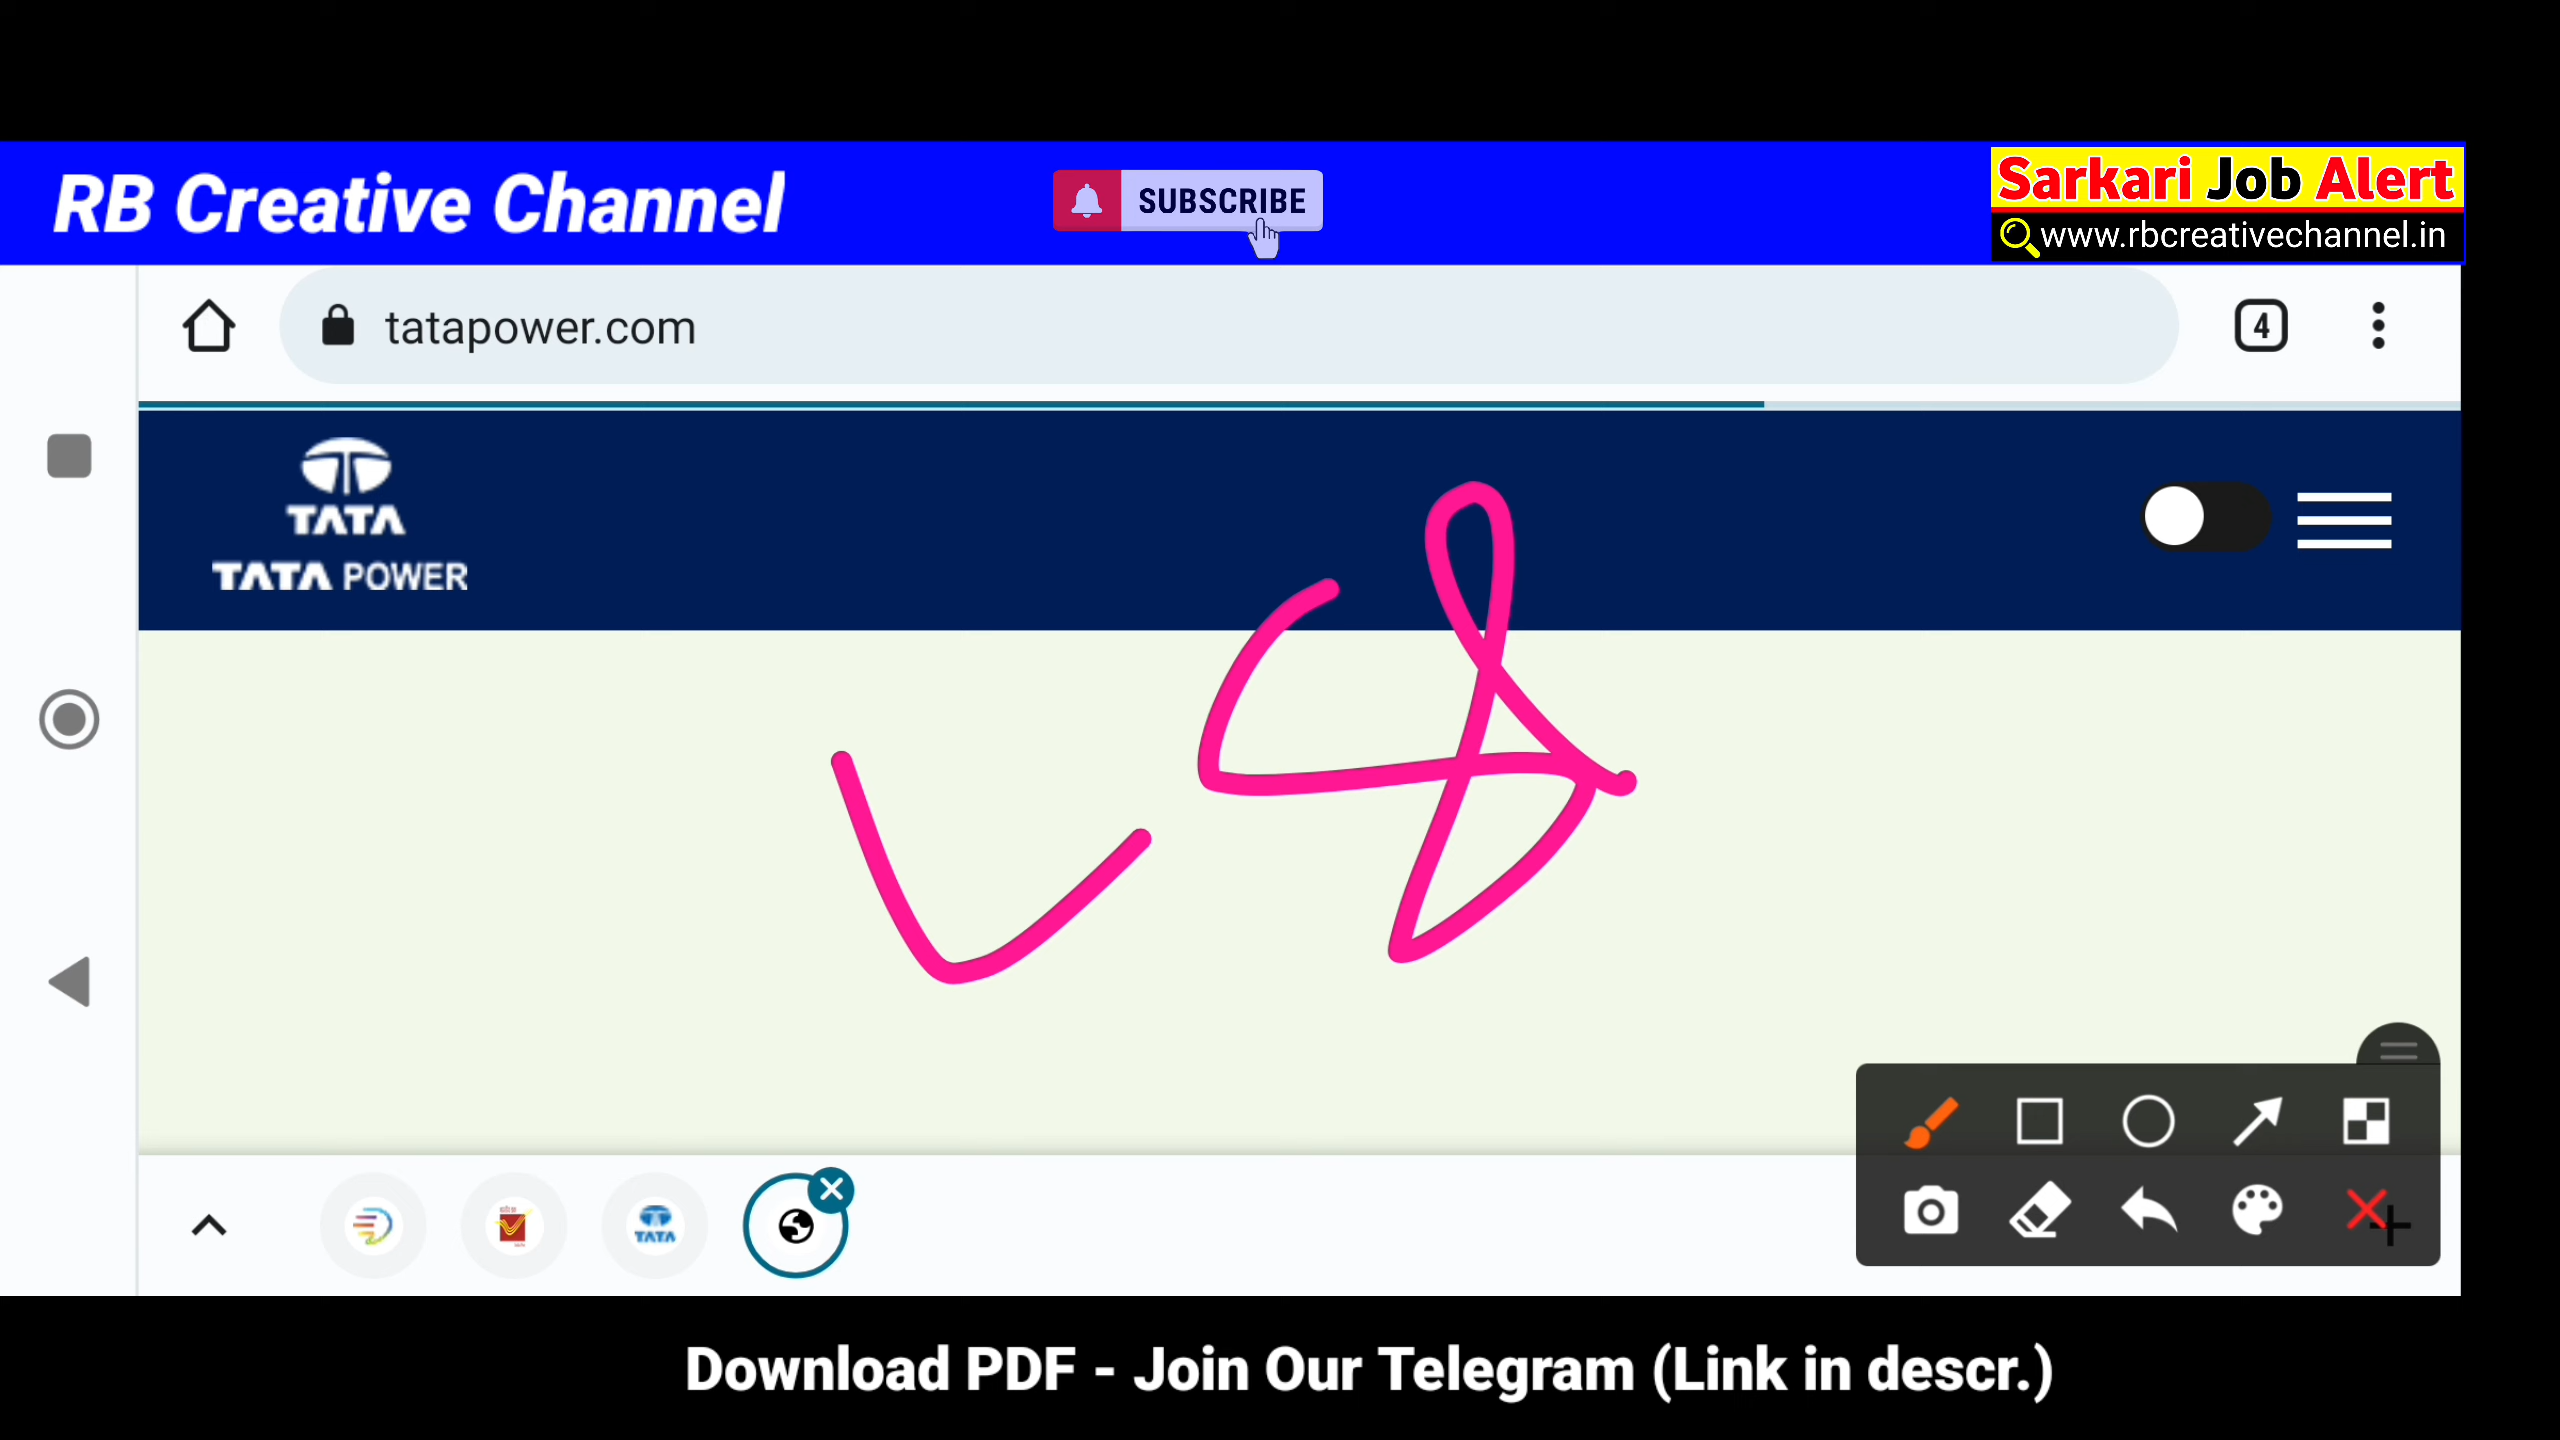 RB Creative Channel
SUBSCRIBE
Sarkari Job Alert
www.rbcreativechannel.in
tatapower.com
4
TATA
TATA POWER
TATA
Download PDF - Join Our Telegram (Link in descr.)